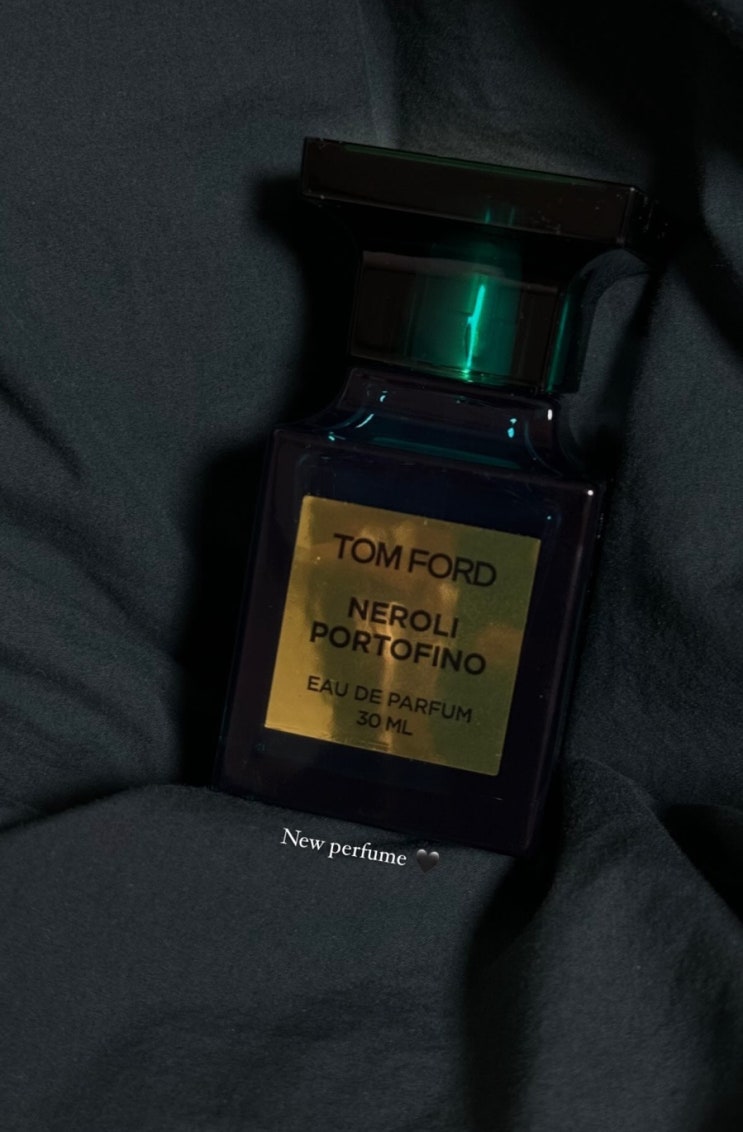 TOM FORD
NEROLI
PORTOFINO
EAU DE PARFUM
30 ML
New perfume 🖤